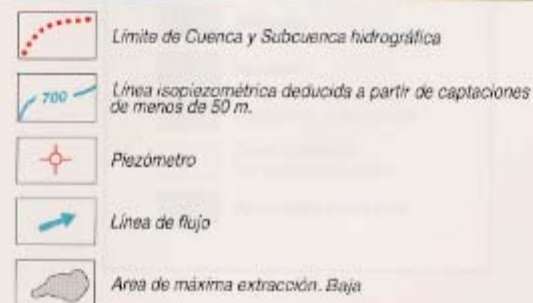 Límite de Cuenca y Subcuenca hidrográfica
700
Línea isopiezométrica deducida a partir de captaciones
de menos de 50 m.
Piezómetro
Línea de flujo
Area de máxima extracción. Baja